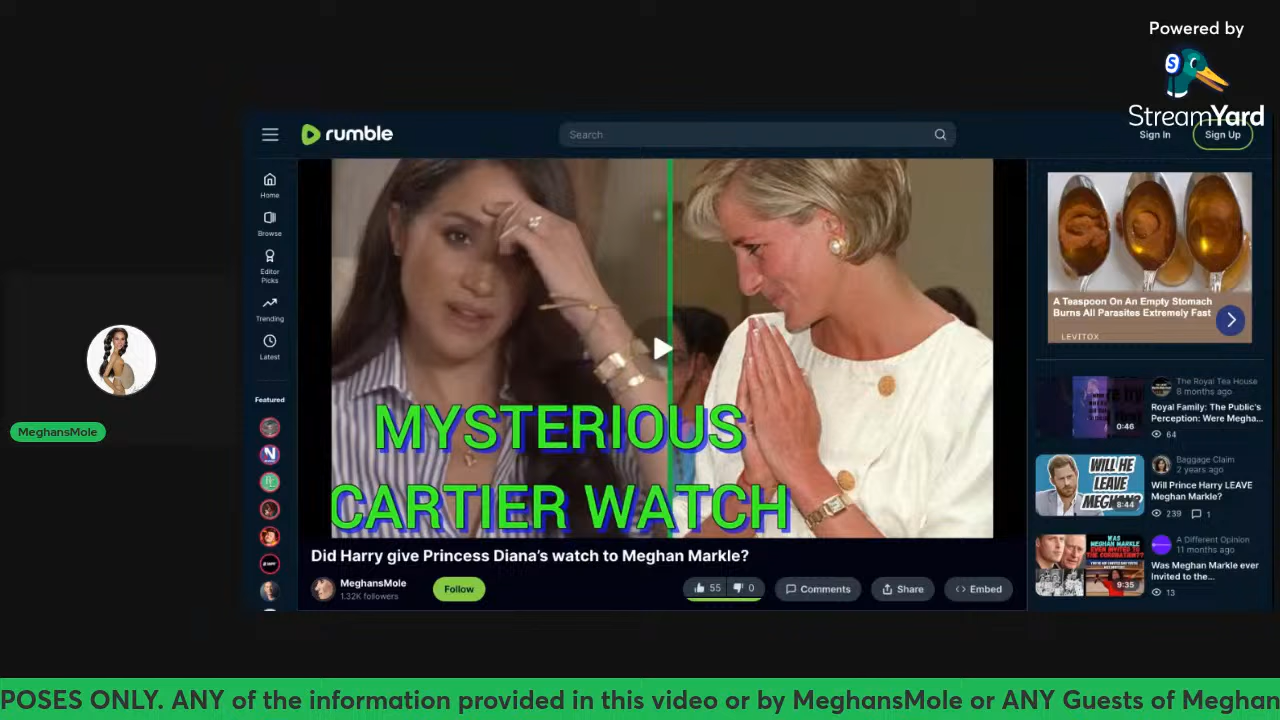 Powered by
StreamYard
rumble
Search
Sign In
Sign Up
Home
Browse
Editor
Picks
Trending
Latest
Featured
MYSTERIOUS
CARTIER WATCH
Did Harry give Princess Diana's watch to Meghan Markle?
MeghansMole
1.32K followers
Follow
55
0
Comments
Share
Embed
A Teaspoon On An Empty Stomach
Burns All Parasites Extremely Fast
LEVITOX
The Royal Tea House
8 months ago
Royal Family: The Public's
Perception: Were Megha...
0:46
64
Baggage Claim
2 years ago
Will Prince Harry LEAVE
Meghan Markle?
WILL HE
LEAVE
MEGHAN?
8:44
239
1
A Different Opinion
11 months ago
Was Meghan Markle ever
Invited to the...
9:35
13
MeghansMole
POSES ONLY. ANY of the information provided in this video or by MeghansMole or ANY Guests of Meghan